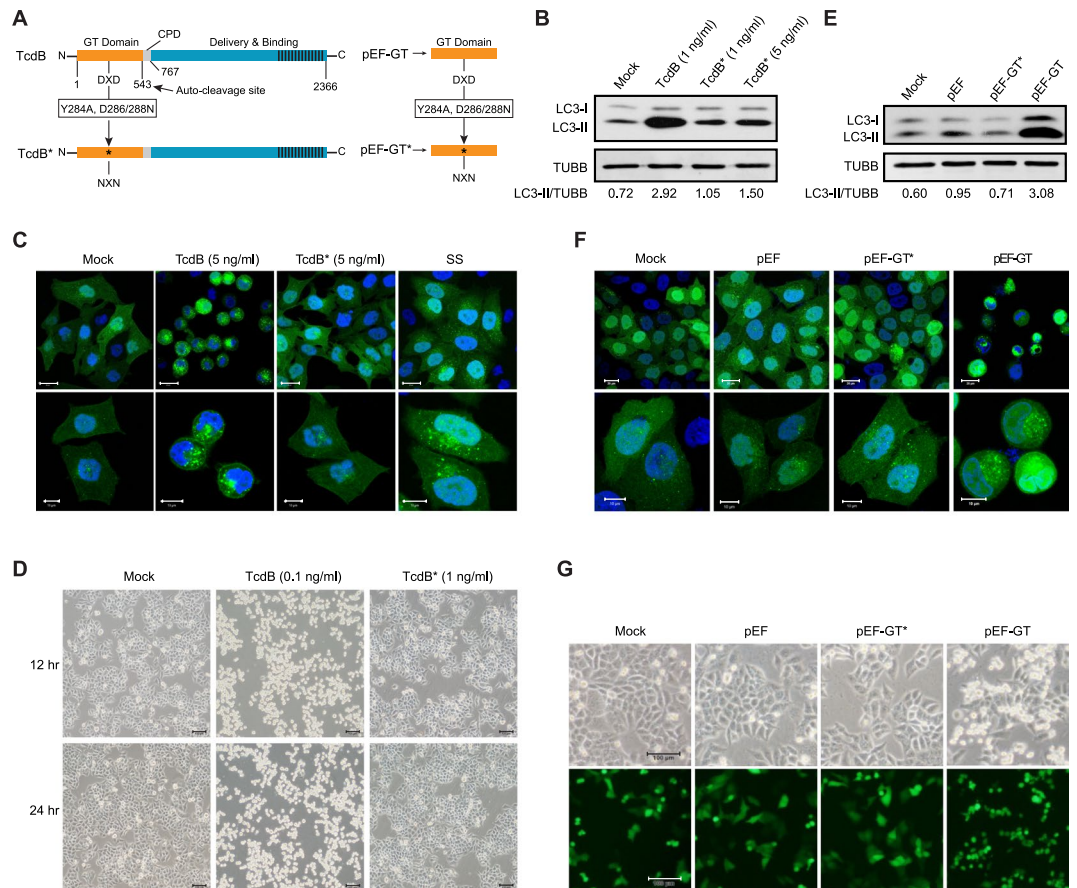 A
GT Domain
CPD
Delivery & Binding
TcdB
N
C
1
DXD
543
767
2366
Auto-cleavage site
Y284A, D286/288N
TcdB*
N
*
C
NXN
GT Domain
pEF-GT
DXD
Y284A, D286/288N
pEF-GT*
*
NXN
B
Mock
TcdB (1 ng/ml)
TcdB* (1 ng/ml)
TcdB* (5 ng/ml)
LC3-I
LC3-II
TUBB
LC3-II/TUBB 0.72 2.92 1.05 1.50
E
Mock
pEF
pEF-GT*
pEF-GT
LC3-I
LC3-II
TUBB
LC3-II/TUBB 0.60 0.95 0.71 3.08
C
Mock TcdB (5 ng/ml) TcdB* (5 ng/ml) SS
F
Mock pEF pEF-GT* pEF-GT
D
Mock TcdB (0.1 ng/ml) TcdB* (1 ng/ml)
12 hr
24 hr
G
Mock pEF pEF-GT* pEF-GT
100 μm